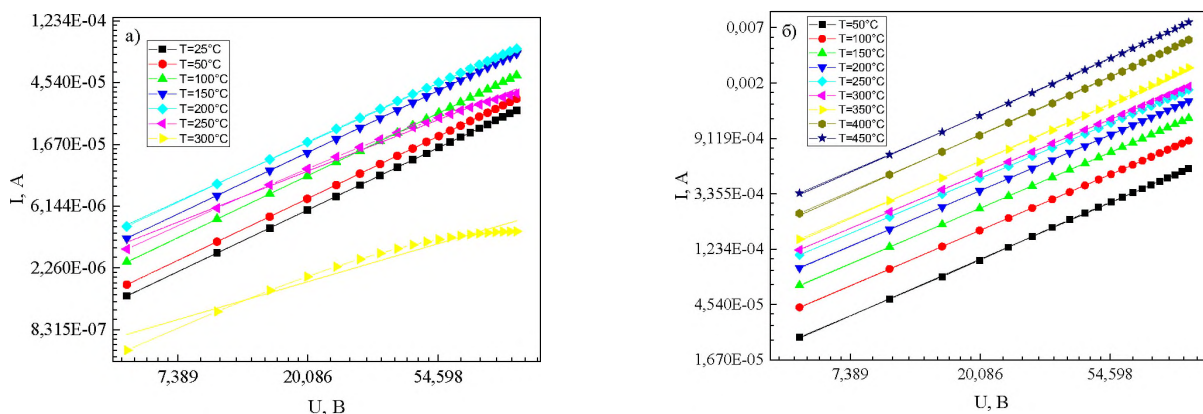 а)
1,234E-04
4,540E-05
1,670E-05
6,144E-06
2,260E-06
8,315E-07
I, A
T=25°C
T=50°C
T=100°C
T=150°C
T=200°C
T=250°C
T=300°C
7,389
20,086
54,598
U, B
б)
0,007
0,002
9,119E-04
3,355E-04
1,234E-04
4,540E-05
1,670E-05
I, A
T=50°C
T=100°C
T=150°C
T=200°C
T=250°C
T=300°C
T=350°C
T=400°C
T=450°C
7,389
20,086
54,598
U, B